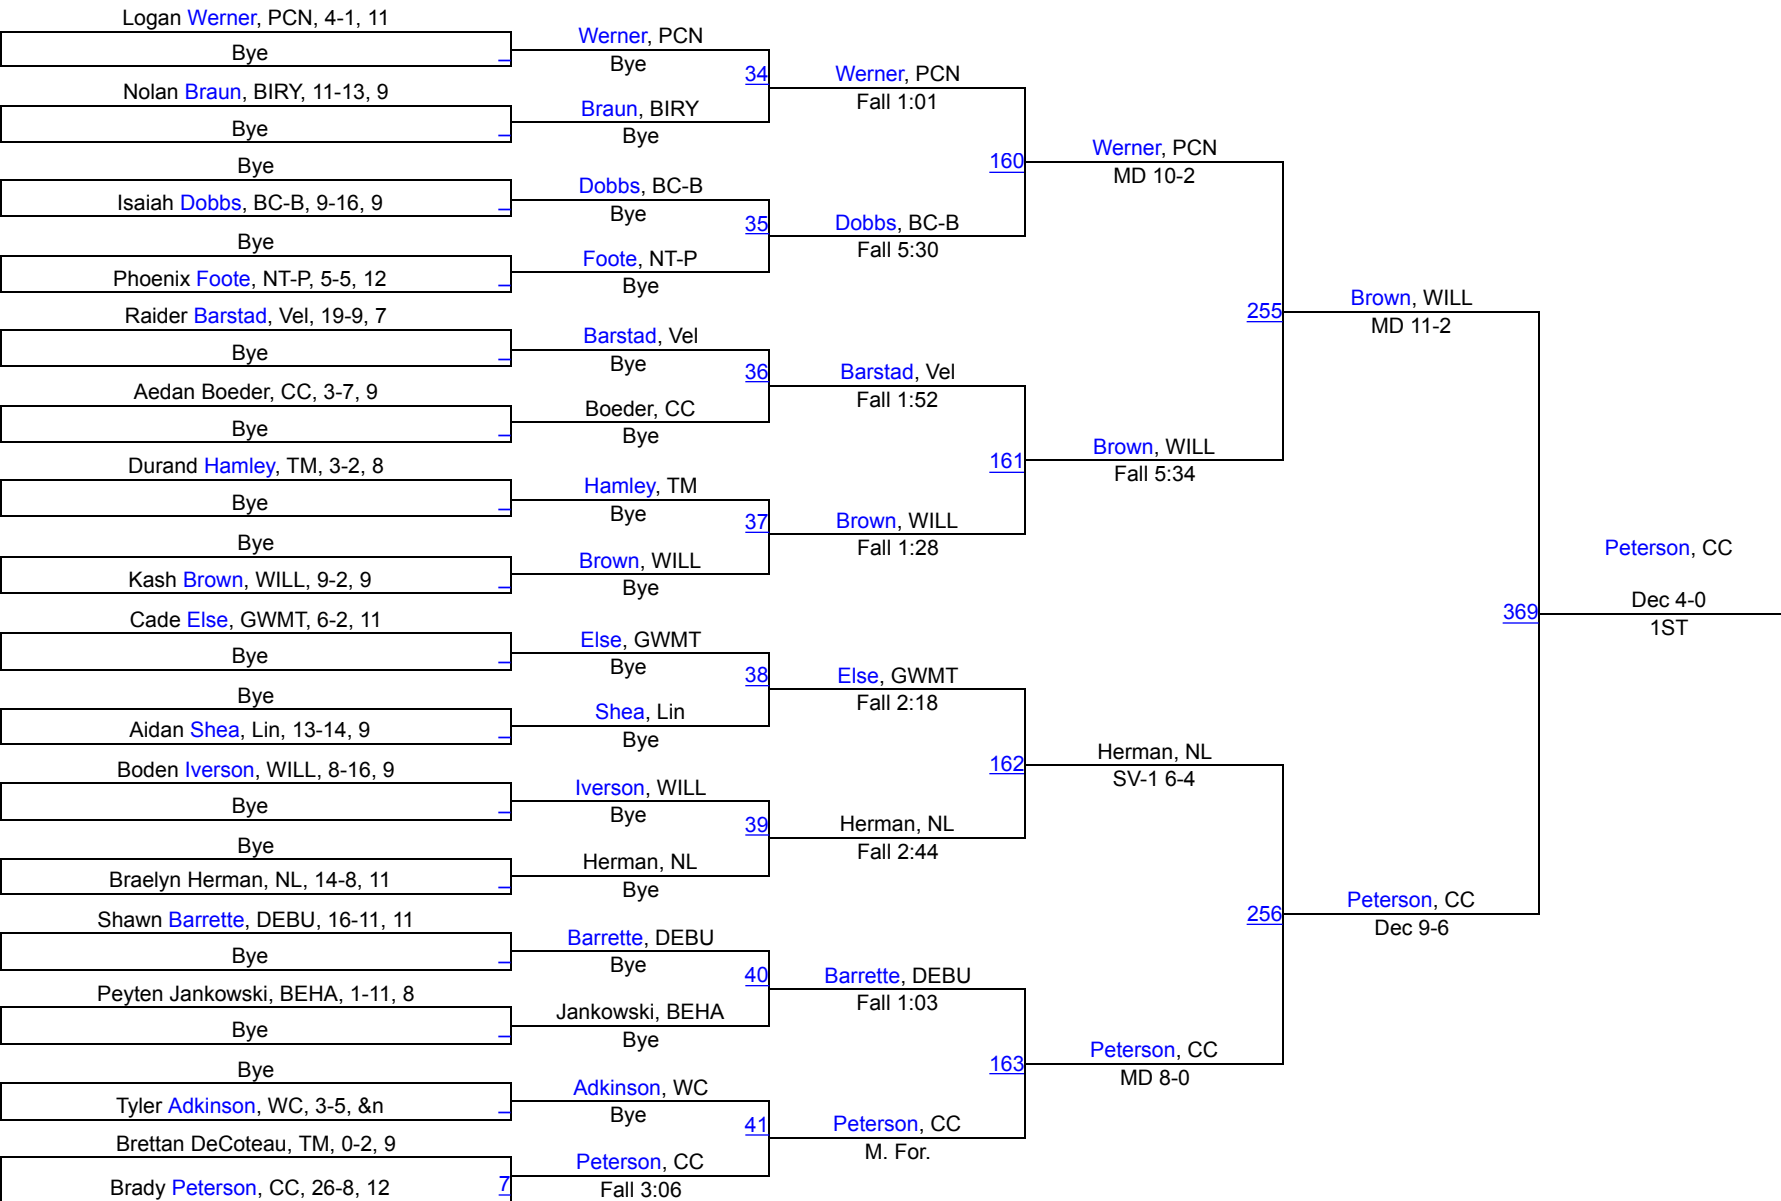 Logan Werner, PCN, 4-1, 11
Bye
Nolan Braun, BIRY, 11-13, 9
Bye
Bye
Isaiah Dobbs, BC-B, 9-16, 9
Bye
Phoenix Foote, NT-P, 5-5, 12
Raider Barstad, Vel, 19-9, 7
Bye
Aedan Boeder, CC, 3-7, 9
Bye
Durand Hamley, TM, 3-2, 8
Bye
Bye
Kash Brown, WILL, 9-2, 9
Cade Else, GWMT, 6-2, 11
Bye
Bye
Aidan Shea, Lin, 13-14, 9
Boden Iverson, WILL, 8-16, 9
Bye
Bye
Braelyn Herman, NL, 14-8, 11
Shawn Barrette, DEBU, 16-11, 11
Bye
Peyten Jankowski, BEHA, 1-11, 8
Bye
Bye
Tyler Adkinson, WC, 3-5, &n
Brettan DeCoteau, TM, 0-2, 9
7
Brady Peterson, CC, 26-8, 12
Werner, PCN
Bye
34
Braun, BIRY
Bye
Dobbs, BC-B
Bye
35
Foote, NT-P
Bye
Barstad, Vel
Bye
36
Boeder, CC
Bye
Hamley, TM
Bye
37
Brown, WILL
Bye
Else, GWMT
Bye
38
Shea, Lin
Bye
Iverson, WILL
Bye
39
Herman, NL
Bye
Barrette, DEBU
Bye
40
Jankowski, BEHA
Bye
Adkinson, WC
Bye
41
Peterson, CC
Fall 3:06
Werner, PCN
Fall 1:01
160
Dobbs, BC-B
Fall 5:30
Barstad, Vel
Fall 1:52
161
Brown, WILL
Fall 1:28
Else, GWMT
Fall 2:18
162
Herman, NL
Fall 2:44
Barrette, DEBU
Fall 1:03
163
Peterson, CC
M. For.
Werner, PCN
MD 10-2
255
Brown, WILL
Fall 5:34
Herman, NL
SV-1 6-4
256
Peterson, CC
MD 8-0
Brown, WILL
MD 11-2
369
Peterson, CC
Dec 9-6
Peterson, CC
Dec 4-0
1ST